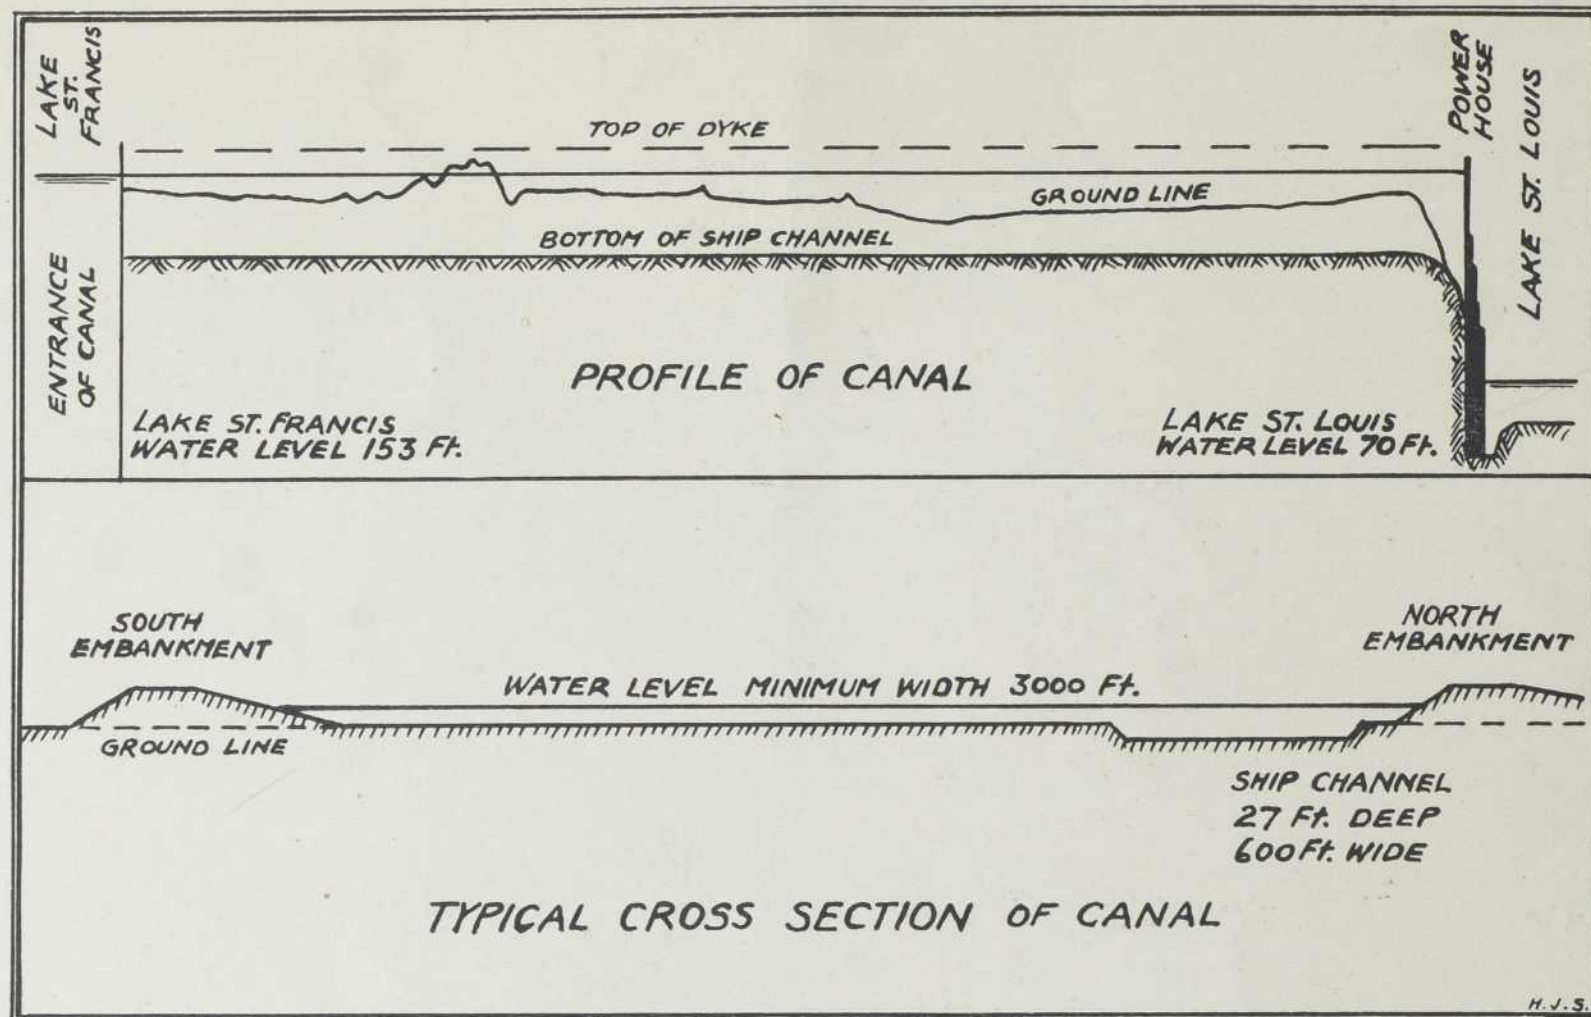 LAKE
ST.
FRANCIS
TOP OF DYKE
POWER
HOUSE
LAKE ST. LOUIS
GROUND LINE
BOTTOM OF SHIP CHANNEL
ENTRANCE
OF CANAL
PROFILE OF CANAL
LAKE ST. FRANCIS
WATER LEVEL 153 Ft.
LAKE ST. LOUIS
WATER LEVEL 70 Ft.
SOUTH
EMBANKMENT
NORTH
EMBANKMENT
WATER LEVEL MINIMUM WIDTH 3000 Ft.
GROUND LINE
SHIP CHANNEL
27 Ft. DEEP
600 Ft. WIDE
TYPICAL CROSS SECTION OF CANAL
H.J.S.